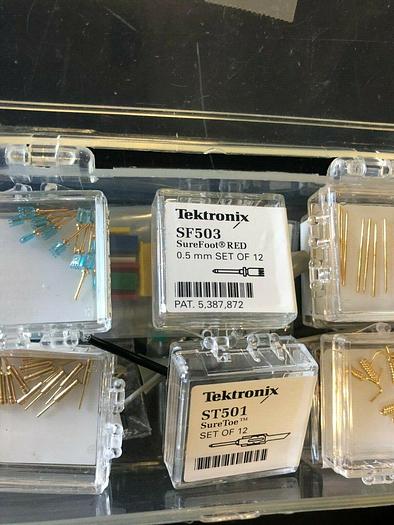 Tektronix
SF503
SureFoot® RED
0.5 mm SET OF 12
PAT. 5,387,872
Tektronix
ST501
SureToe™
SET OF 12